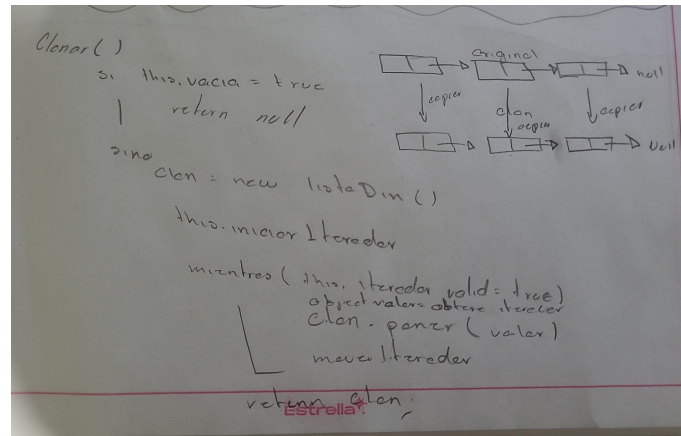 Clonar()
si this.vacia = true
return null
sino
clon = new listaDin()
this.iniciar Iterador
mientras (this.iterador valid = true)
object valor = obtener iterador
clon.poner (valor)
mover Iterador
return clon;
original
null
copiar
clon
copiar
copiar
null
Estrella